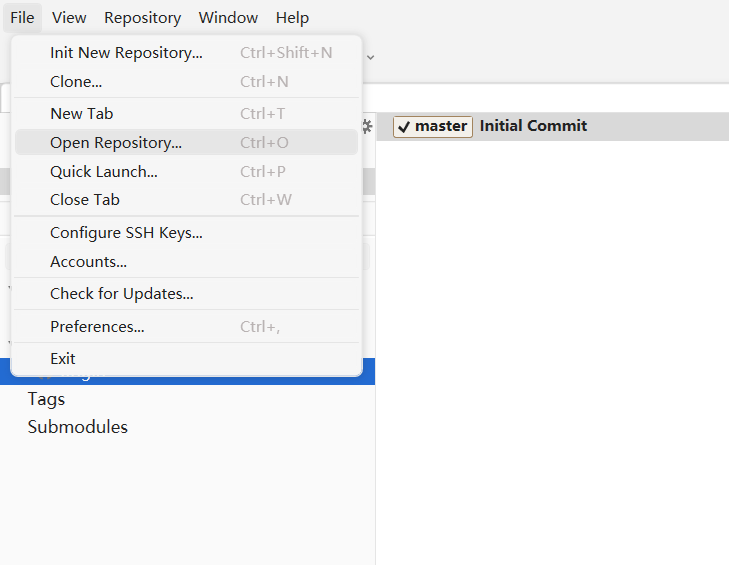 File View Repository Window Help
Init New Repository... Ctrl+Shift+N
Clone... Ctrl+N
New Tab Ctrl+T
Open Repository... Ctrl+O
Quick Launch... Ctrl+P
Close Tab Ctrl+W
Configure SSH Keys...
Accounts...
Check for Updates...
Preferences... Ctrl+,
Exit
Tags
Submodules
master Initial Commit